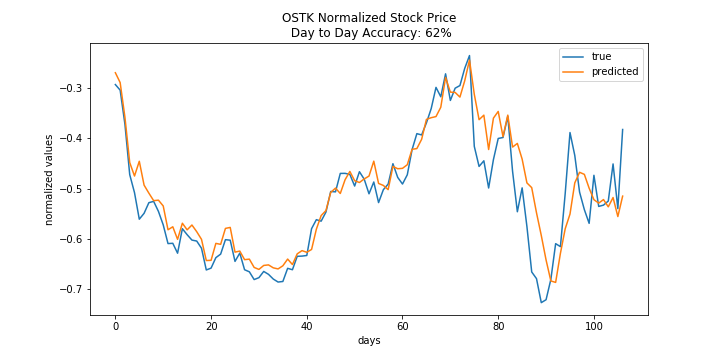 OSTK Normalized Stock Price
Day to Day Accuracy: 62%
true
predicted
normalized values
−0.3
−0.4
−0.5
−0.6
−0.7
0
20
40
60
80
100
days